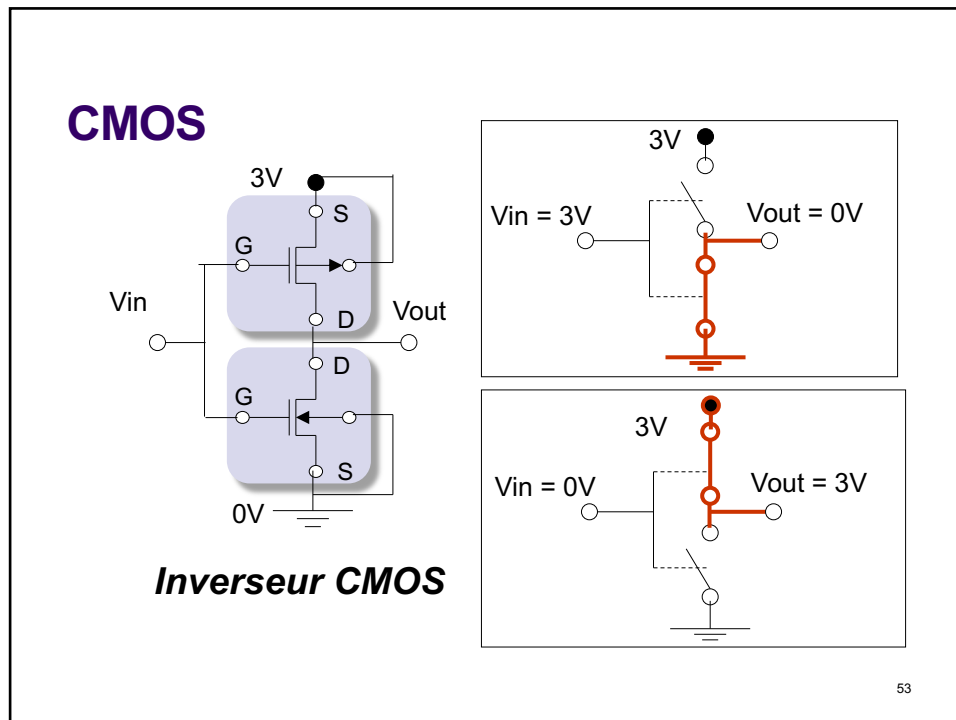 CMOS
3V
S
G
D
Vin
Vout
D
G
S
0V
Inverseur CMOS
3V
Vin = 3V
Vout = 0V
3V
Vin = 0V
Vout = 3V
53